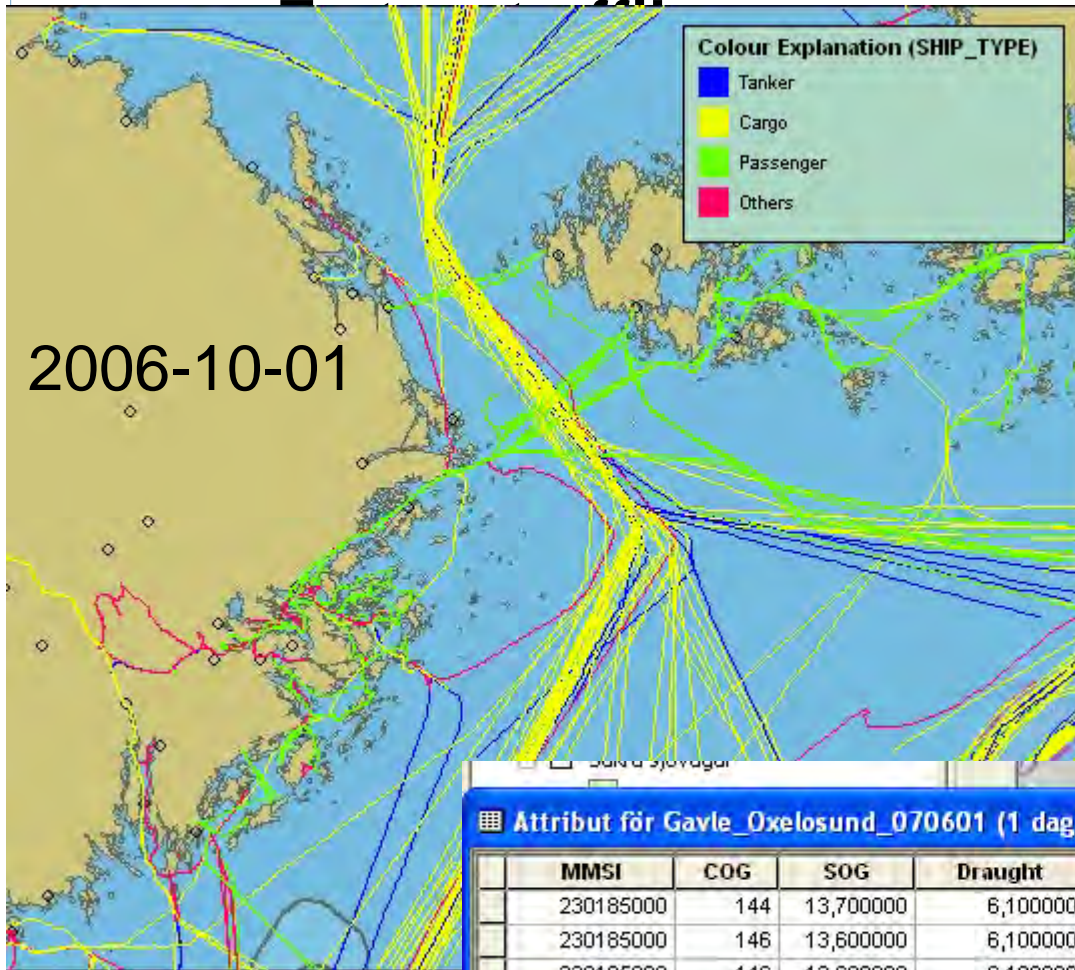 Colour Explanation (SHIP_TYPE)
Tanker
Cargo
Passenger
Others
2006-10-01
Attribut för Gavle_Oxelosund_070601 (1 dag
MMSI COG SOG Draught
230185000 144 13,700000 6,100000
230185000 146 13,600000 6,100000